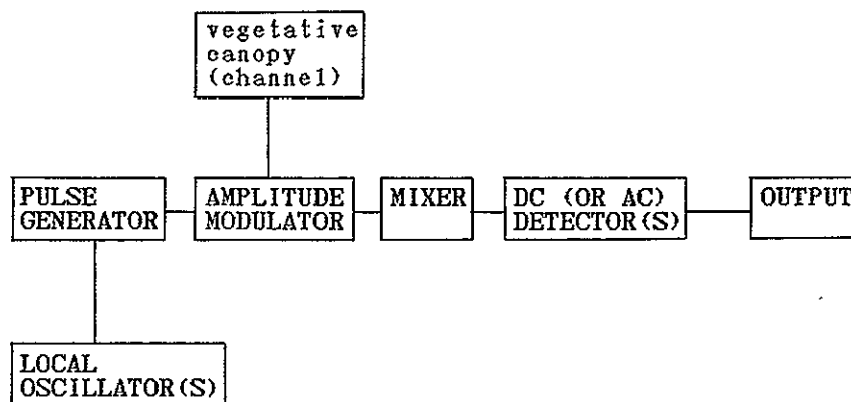 vegetative
canopy
(channel)
PULSE
GENERATOR
AMPLITUDE
MODULATOR
MIXER
DC (OR AC)
DETECTOR(S)
OUTPUT
LOCAL
OSCILLATOR(S)